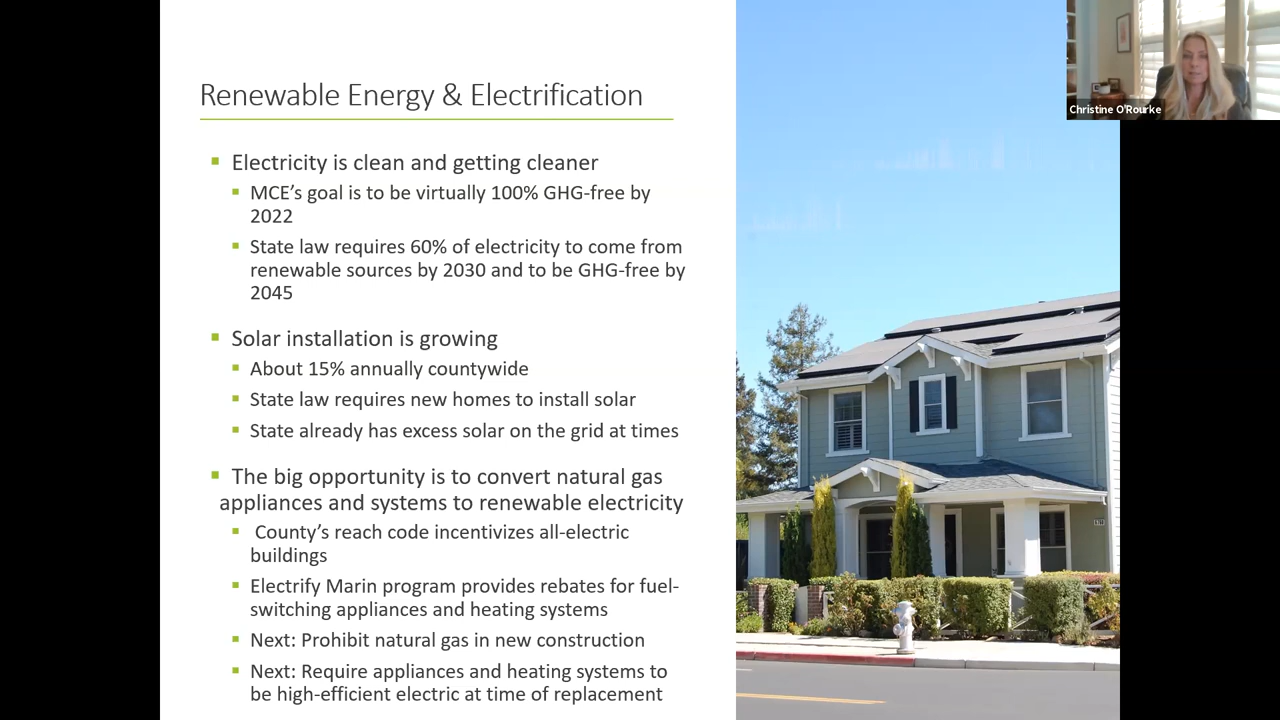 Renewable Energy & Electrification
Christine O'Rourke
Electricity is clean and getting cleaner
MCE's goal is to be virtually 100% GHG-free by
2022
State law requires 60% of electricity to come from
renewable sources by 2030 and to be GHG-free by
2045
Solar installation is growing
About 15% annually countywide
State law requires new homes to install solar
State already has excess solar on the grid at times
The big opportunity is to convert natural gas
appliances and systems to renewable electricity
County's reach code incentivizes all-electric
buildings
Electrify Marin program provides rebates for fuel-
switching appliances and heating systems
Next: Prohibit natural gas in new construction
Next: Require appliances and heating systems to
be high-efficient electric at time of replacement